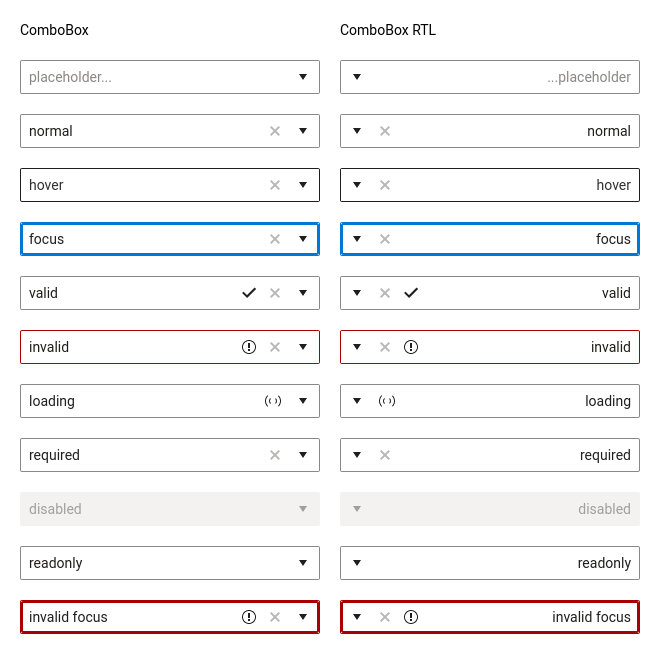 ComboBox
placeholder...
normal
hover
focus
valid
invalid
loading
required
disabled
readonly
invalid focus
ComboBox RTL
...placeholder
normal
hover
focus
valid
invalid
loading
required
disabled
readonly
invalid focus